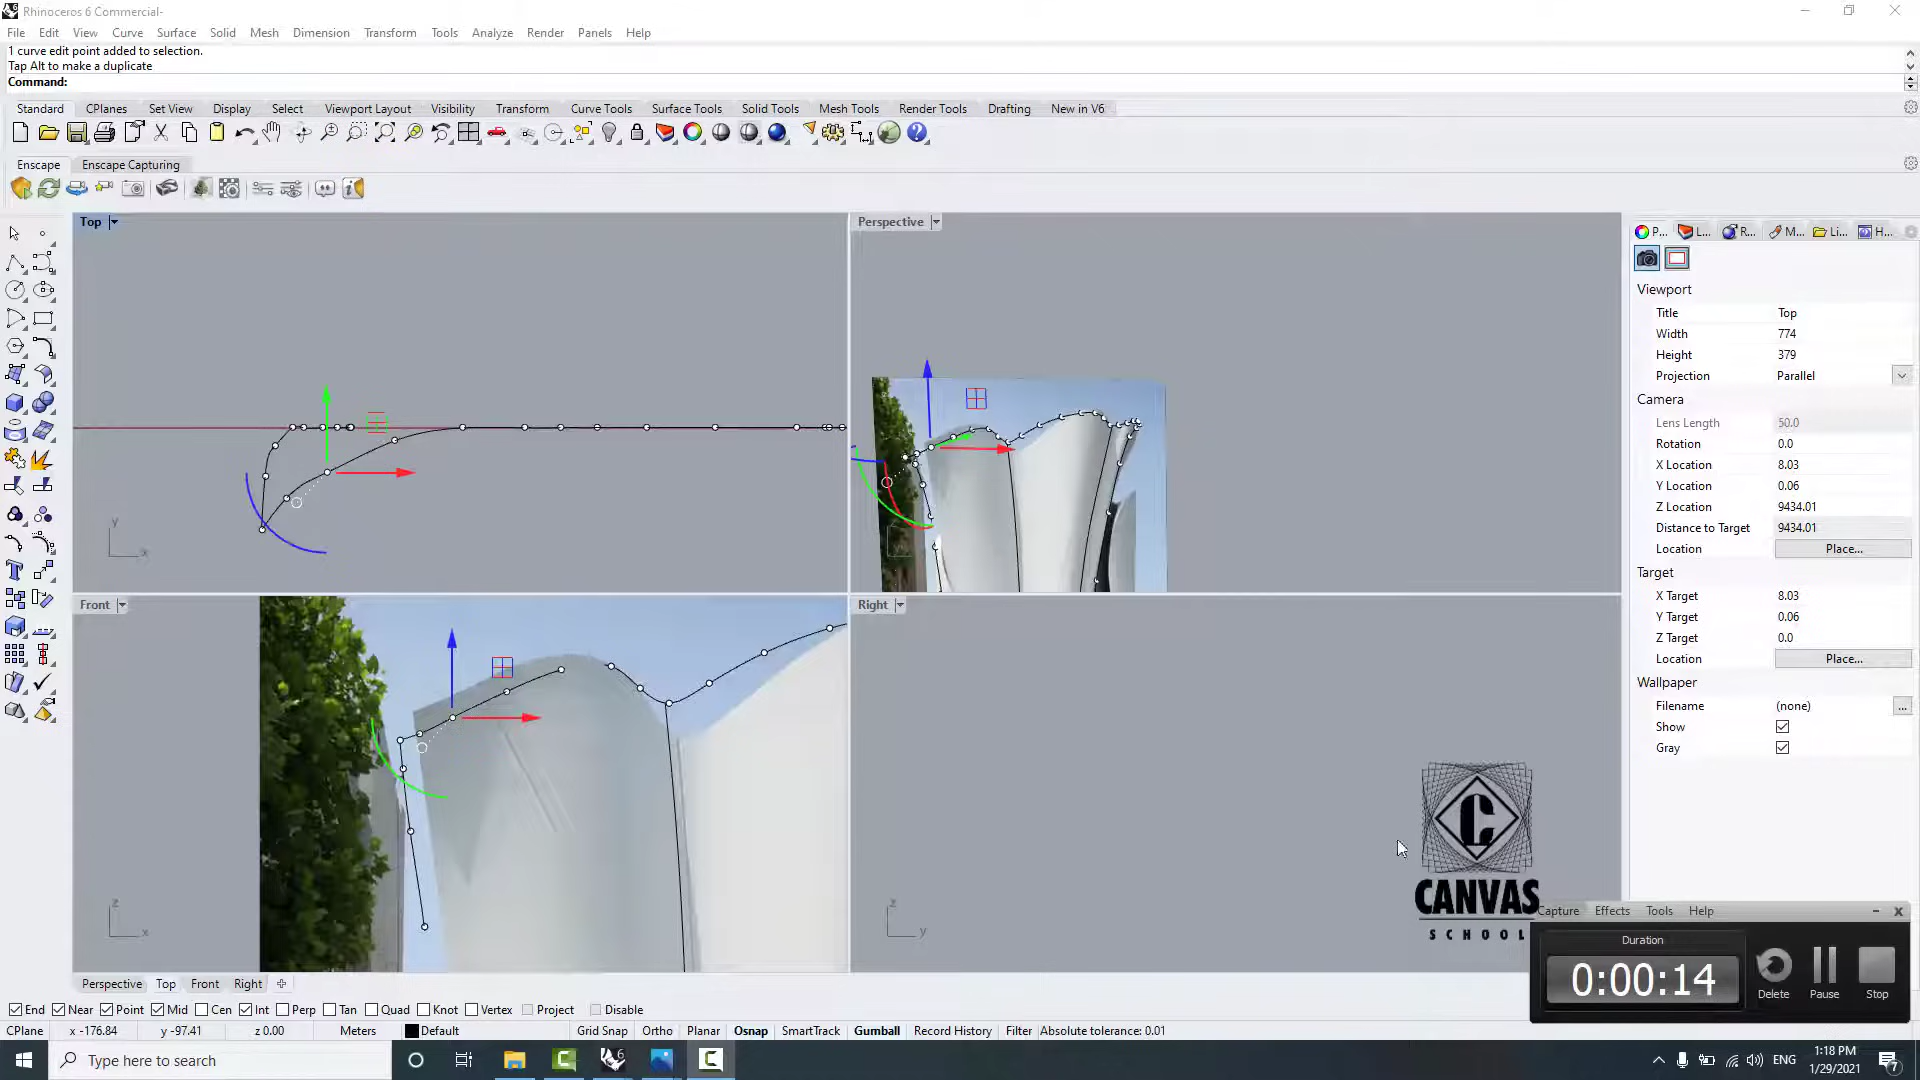 Rhinoceros 6 Commercial-
File Edit View Curve Surface Solid Mesh Dimension Transform Tools Analyze Render Panels Help
1 curve edit point added to selection.
Tap Alt to make a duplicate
Command:
Standard CPlanes Set View Display Select Viewport Layout Visibility Transform Curve Tools Surface Tools Solid Tools Mesh Tools Render Tools Drafting New in V6
Enscape Enscape Capturing
Top
Perspective
P... L... R... M... Li... H...
Viewport
Title Top
Width 774
Height 379
Projection Parallel
Camera
Lens Length 50.0
Rotation 0.0
X Location 8.03
Y Location 0.06
Z Location 9434.01
Distance to Target 9434.01
Location Place...
Target
X Target 8.03
Y Target 0.06
Z Target 0.0
Location Place...
Wallpaper
Filename (none) ...
Show
Gray
y
x
Front
Right
z
x
z
y
C
CANVAS
SCHOOL
Capture Effects Tools Help
Duration
0:00:14
Delete Pause Stop
Perspective Top Front Right
End Near Point Mid Cen Int Perp Tan Quad Knot Vertex Project Disable
CPlane x -176.84 y -97.41 z 0.00 Meters Default Grid Snap Ortho Planar Osnap SmartTrack Gumball Record History Filter Absolute tolerance: 0.01
Type here to search
ENG
1:18 PM
1/29/2021
7